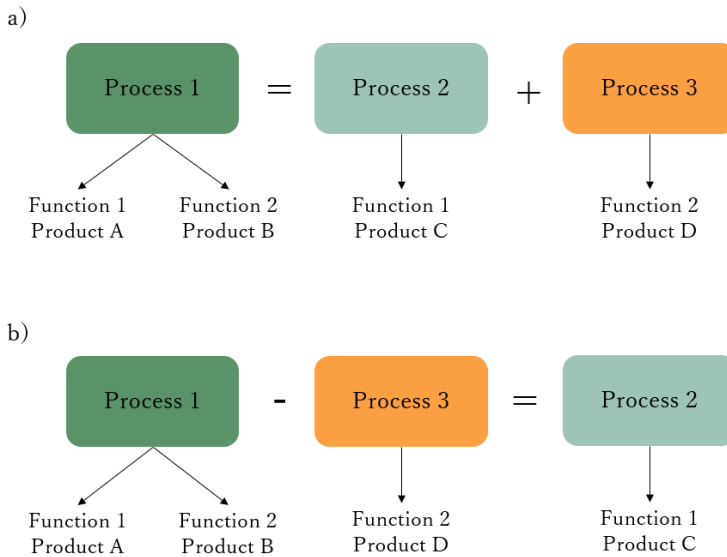 a)
Process 1
=
Process 2
+
Process 3
Function 1
Product A
Function 2
Product B
Function 1
Product C
Function 2
Product D
b)
Process 1
-
Process 3
=
Process 2
Function 1
Product A
Function 2
Product B
Function 2
Product D
Function 1
Product C